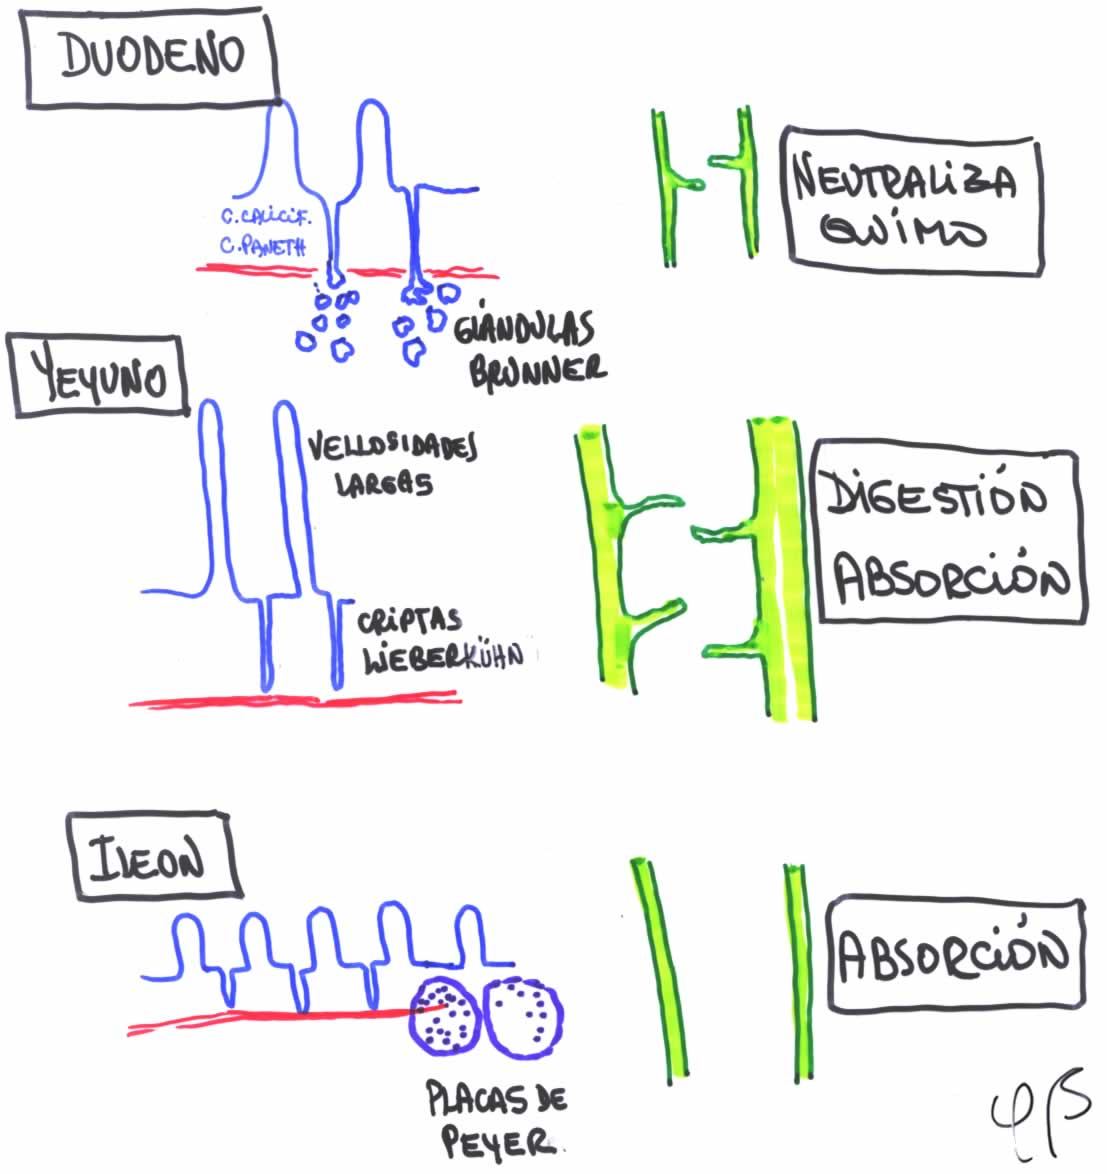 DUODENO
C.CALICIF.
C.PANETH
NEUTRALIZA
QUIMO
GLÁNDULAS
BRUNNER
YEYUNO
VELLOSIDADES
LARGAS
DIGESTIÓN
ABSORCIÓN
CRIPTAS
LIEBERKÜHN
ILEON
ABSORCIÓN
PLACAS DE
PEYER.